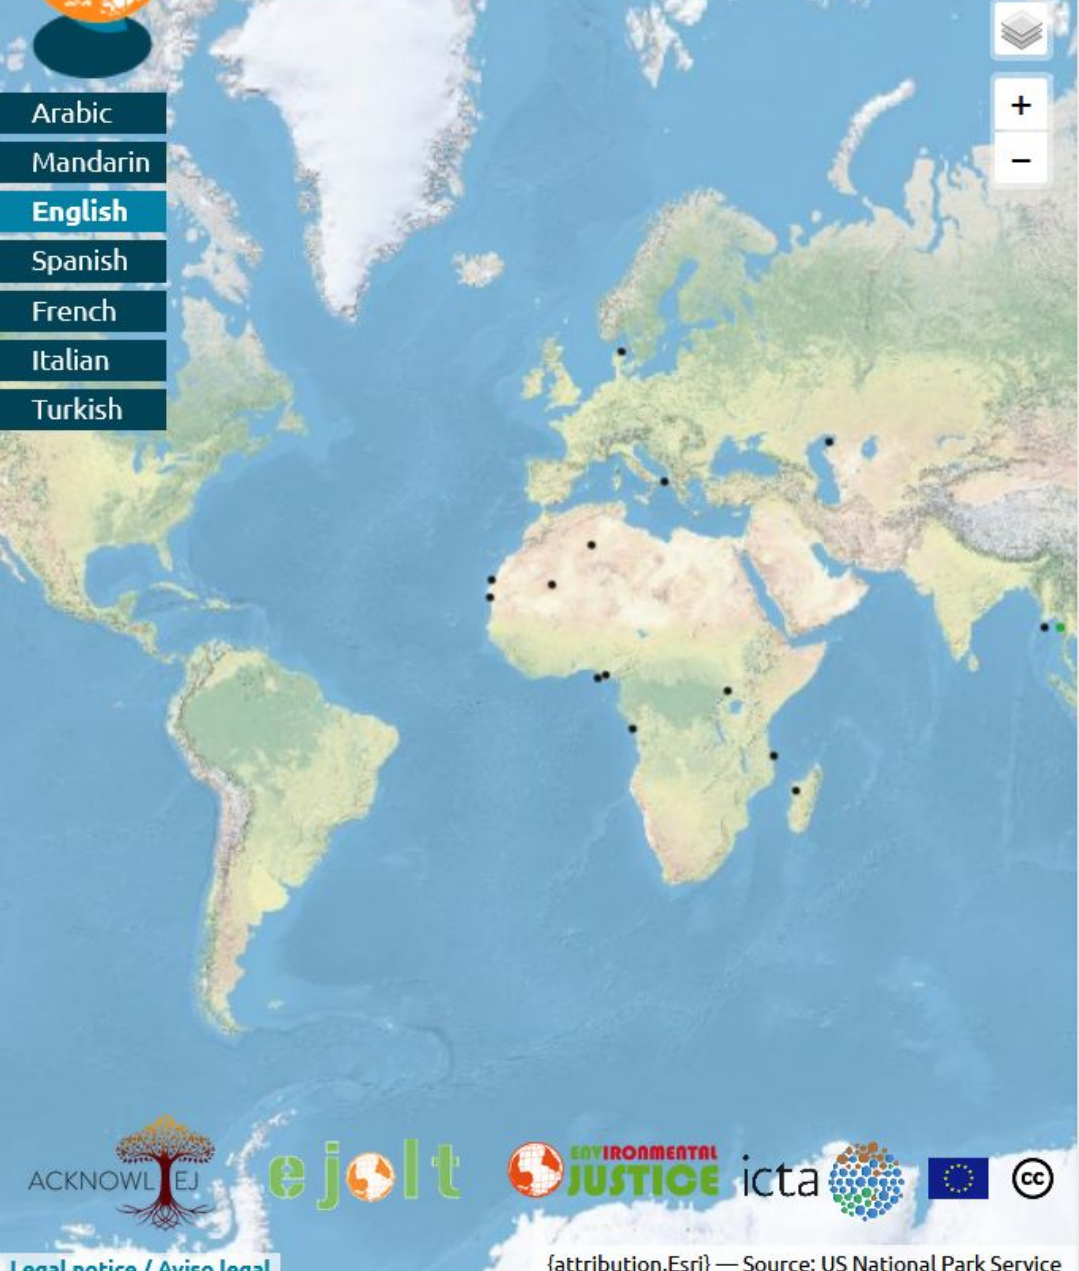 Arabic
Mandarin
English
Spanish
French
Italian
Turkish
+
−
ACKNOWL EJ
ejolt
ENVIRONMENTAL
JUSTICE
icta
cc
Legal notice / Aviso legal
{attribution.Esri} — Source: US National Park Service